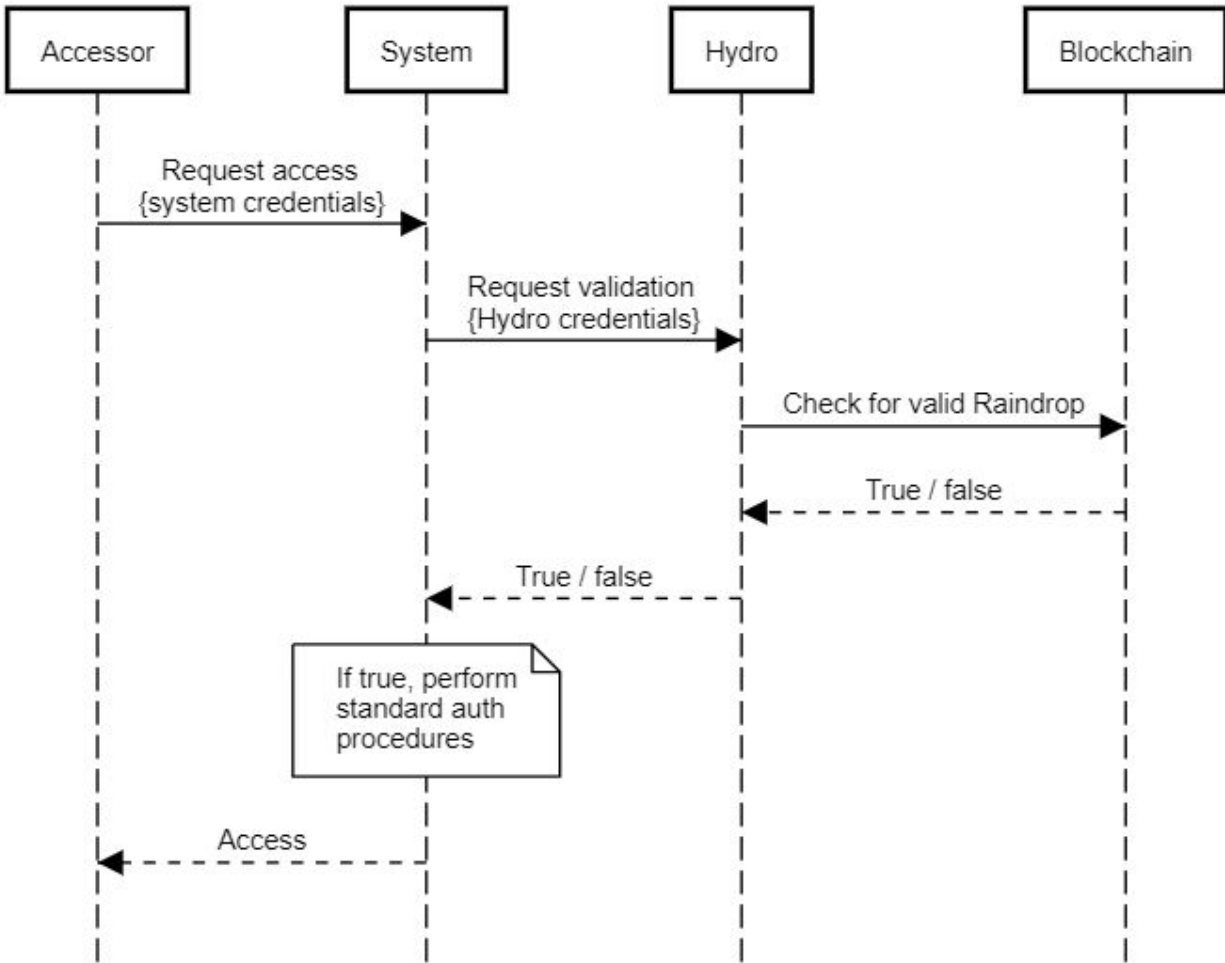 Accessor
System
Hydro
Blockchain
Request access
{system credentials}
Request validation
{Hydro credentials}
Check for valid Raindrop
True / false
True / false
If true, perform
standard auth
procedures
Access